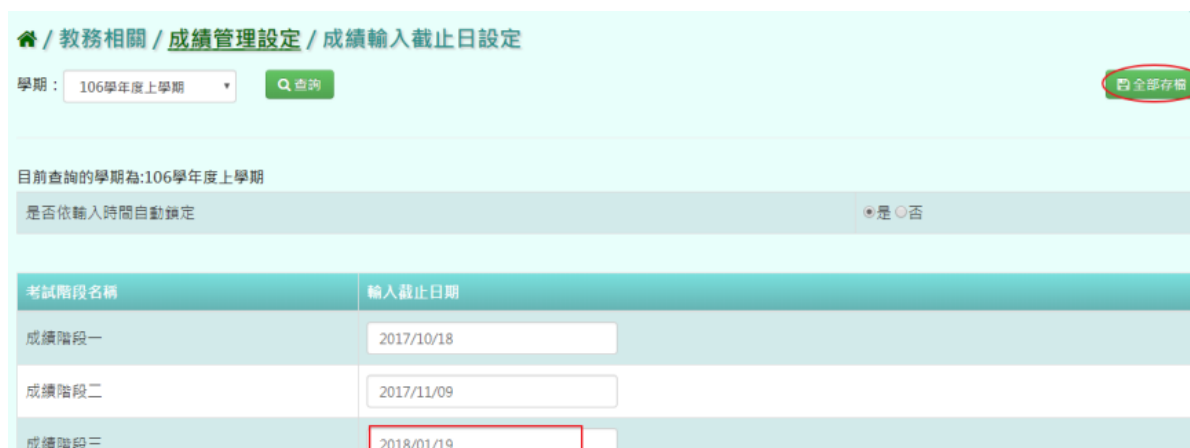 / 教務相關 / 成績管理設定 / 成績輸入截止日設定
學期： 106學年度上學期 查詢 全部存檔
目前查詢的學期為:106學年度上學期
是否依輸入時間自動鎖定 是 否
考試階段名稱 輸入截止日期
成績階段一 2017/10/18
成績階段二 2017/11/09
成績階段三 2018/01/19